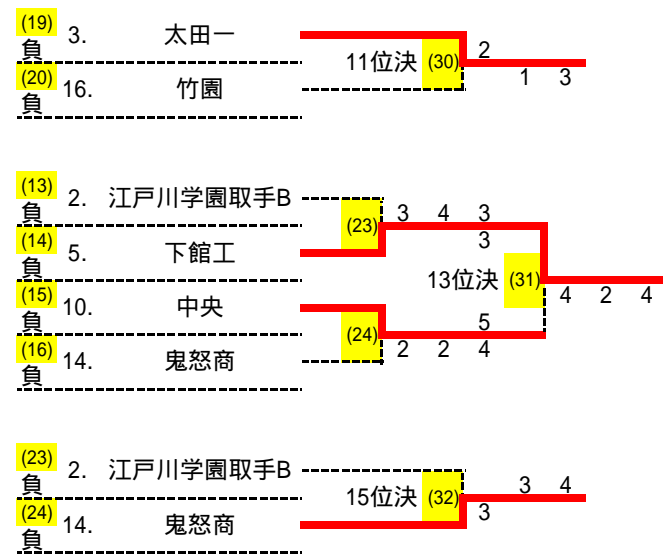 (19)
負 3. 太田一
11位決 (30) 2
1 3
(20)
負 16. 竹園
(13)
負 2. 江戸川学園取手B
(23) 3 4 3
3
(14)
負 5. 下館工
13位決 (31)
4 2 4
(15)
負 10. 中央
(24) 5
2 2 4
(16)
負 14. 鬼怒商
(23)
負 2. 江戸川学園取手B
15位決 (32) 3 4
3
(24)
負 14. 鬼怒商